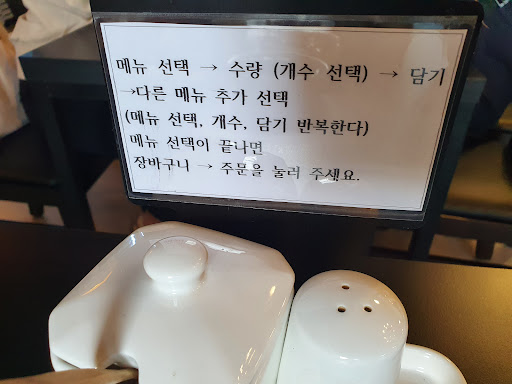 메뉴 선택 → 수량 (개수 선택) → 담기
→다른 메뉴 추가 선택
(메뉴 선택, 개수, 담기 반복한다)
메뉴 선택이 끝나면
장바구니 → 주문을 눌러 주세요.